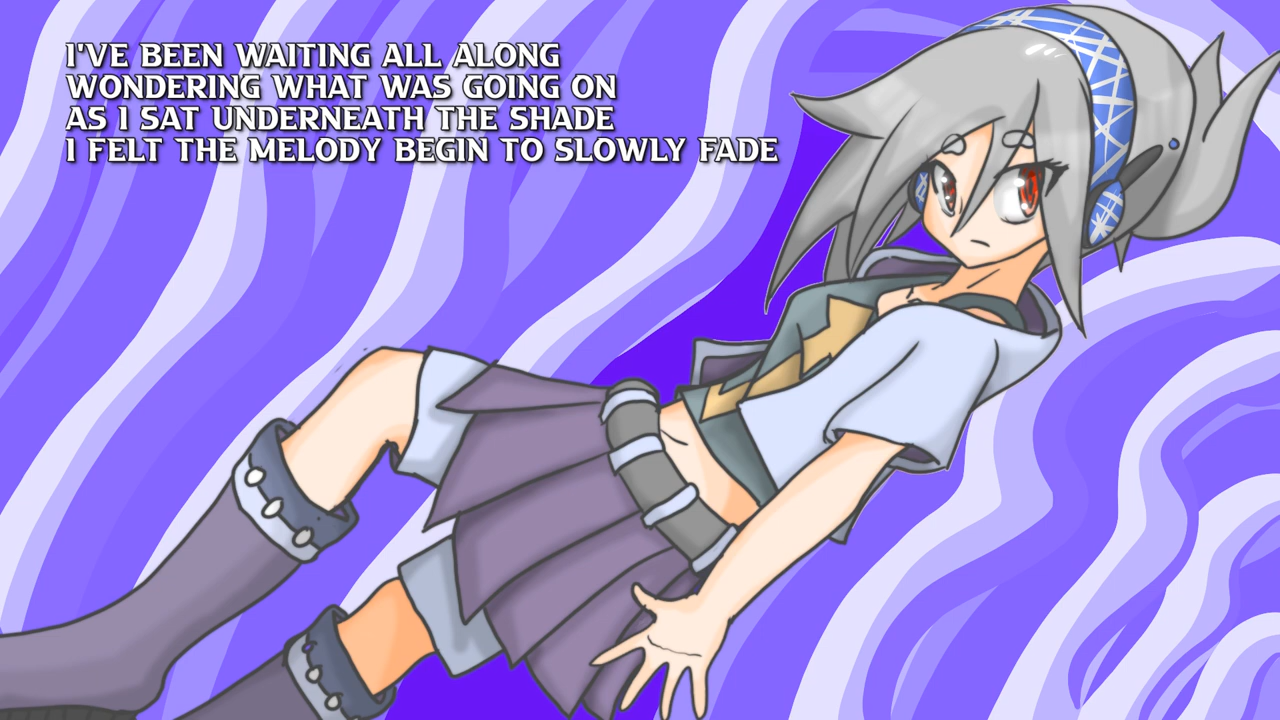 I'VE BEEN WAITING ALL ALONG
WONDERING WHAT WAS GOING ON
AS I SAT UNDERNEATH THE SHADE
I FELT THE MELODY BEGIN TO SLOWLY FADE